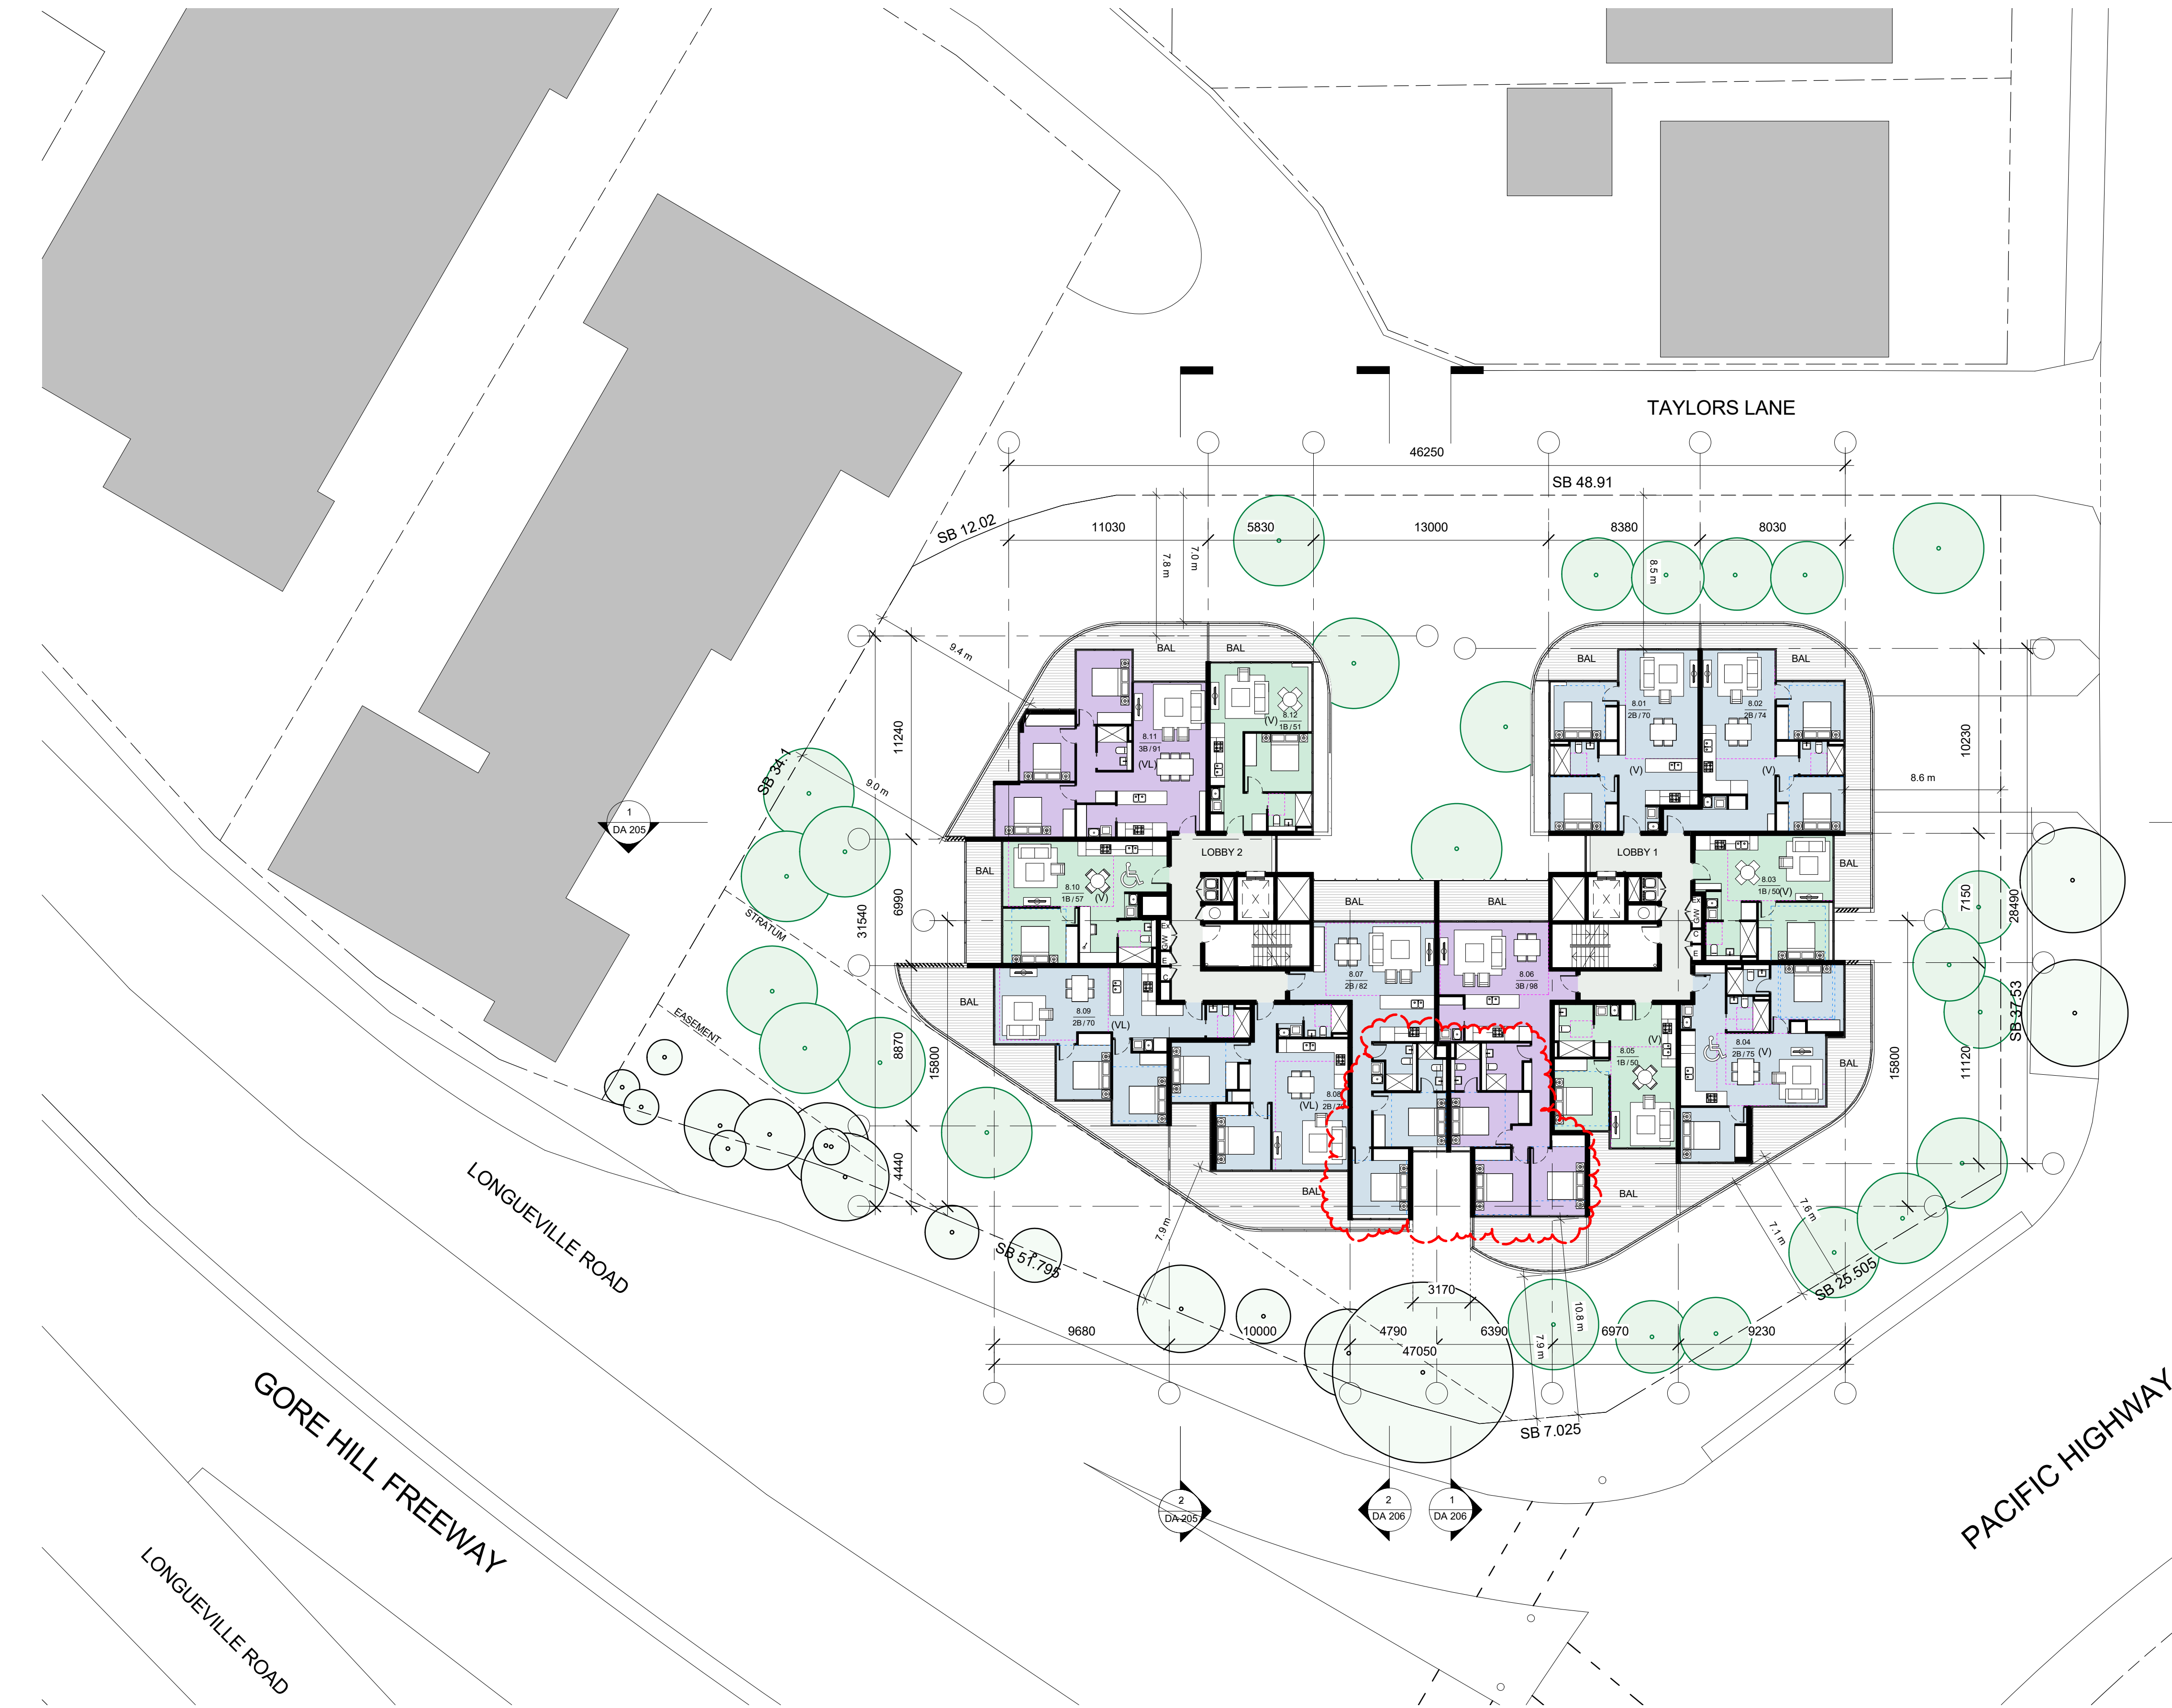 TAYLORS LANE
46250
SB 48.91
SB 12.02
11030
5830
13000
8380
8030
7.8 m
7.0 m
8.5 m
9.4 m
BAL
BAL
BAL
BAL
8.11
3B / 91
(VL)
8.12
1B / 51
(V)
8.01
2B / 70
(V)
8.02
2B / 74
(V)
11240
10230
8.6 m
SB 34.1
9.0 m
1
DA 205
LOBBY 2
LOBBY 1
BAL
8.10
1B / 57
(V)
8.03
1B / 50
(V)
BAL
6990
31540
7150
28490
STRATUM
BAL
BAL
EX
G/W
E
C
EX
G/W
C
E
8.07
2B / 82
8.06
3B / 98
BAL
8.09
2B / 70
(VL)
EASEMENT
8870
15800
SB 37.53
8.05
1B / 50
(V)
8.04
2B / 75
(V)
BAL
15800
11120
8.08
(VL)
4440
BAL
BAL
7.9 m
7.6 m
7.1 m
LONGUEVILLE ROAD
SB 51.795
SB 25.505
3170
10.8 m
7.9 m
9680
10000
4790
6390
6970
9230
47050
SB 7.025
GORE HILL FREEWAY
PACIFIC HIGHWAY
2
DA 205
2
DA 206
1
DA 206
LONGUEVILLE ROAD